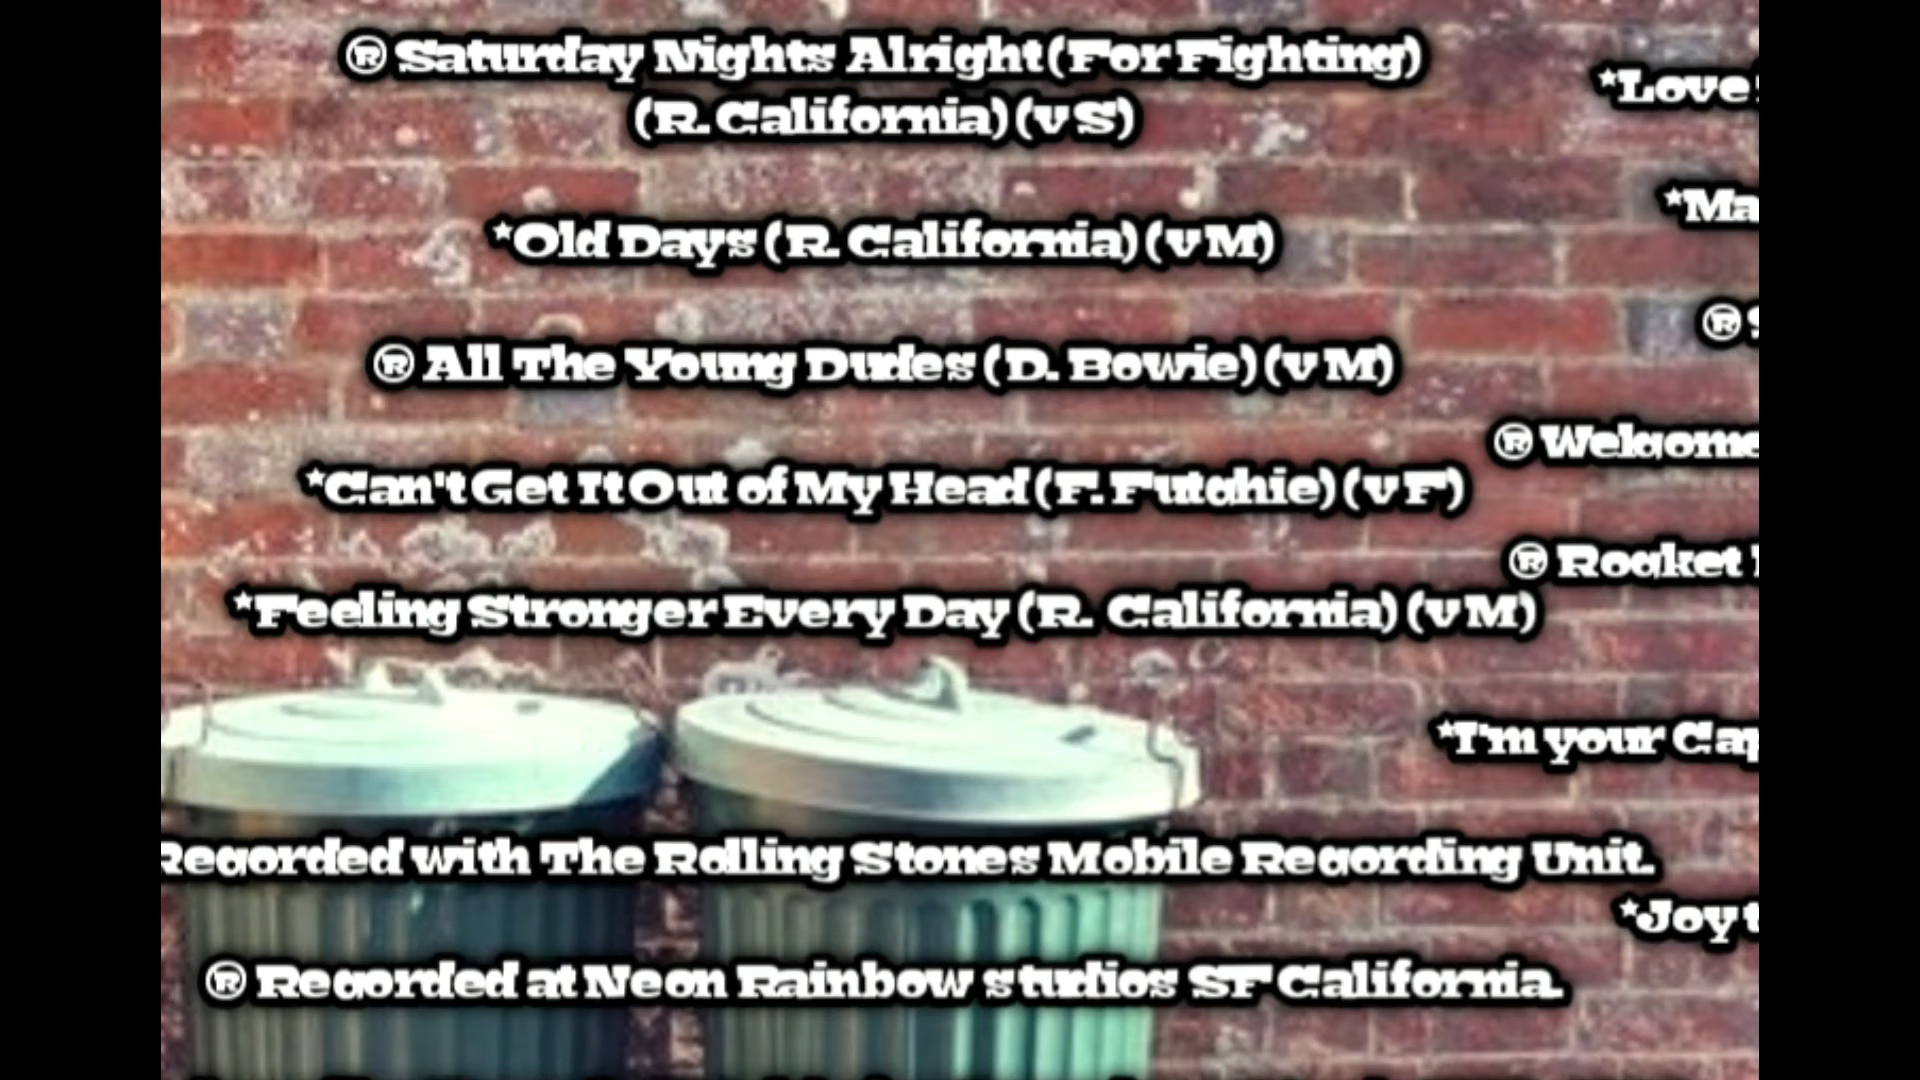 ® Saturday Nights Alright (For Fighting)
(R. California) (v S)
*Old Days (R. California) (v M)
® All The Young Dudes (D. Bowie) (v M)
*Can't Get It Out of My Head (F. Futchie) (v F)
*Feeling Stronger Every Day (R. California) (v M)
Recorded with The Rolling Stones Mobile Recording Unit.
® Recorded at Neon Rainbow studios SF California.
*Love
*Ma
®
® Welcome
® Rocket
*I'm your Cap
*Joy t